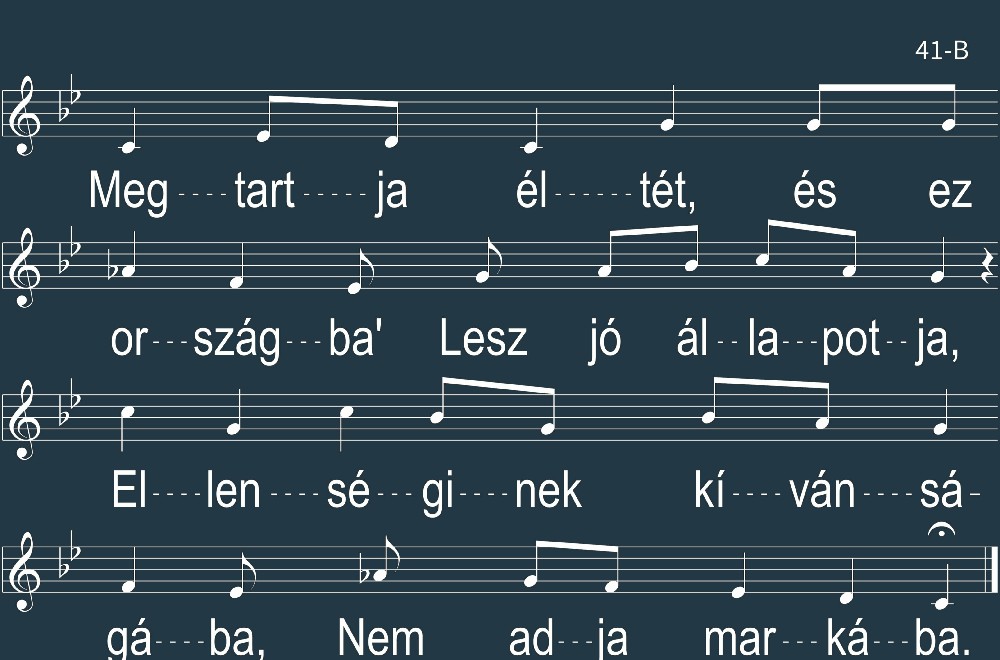 41-B
Meg----tart-----ja él------tét, és ez
or---szág---ba' Lesz jó ál--la---pot--ja,
El----len----sé---gi----nek kí----ván----sá-
gá----ba, Nem ad---ja mar---ká---ba.